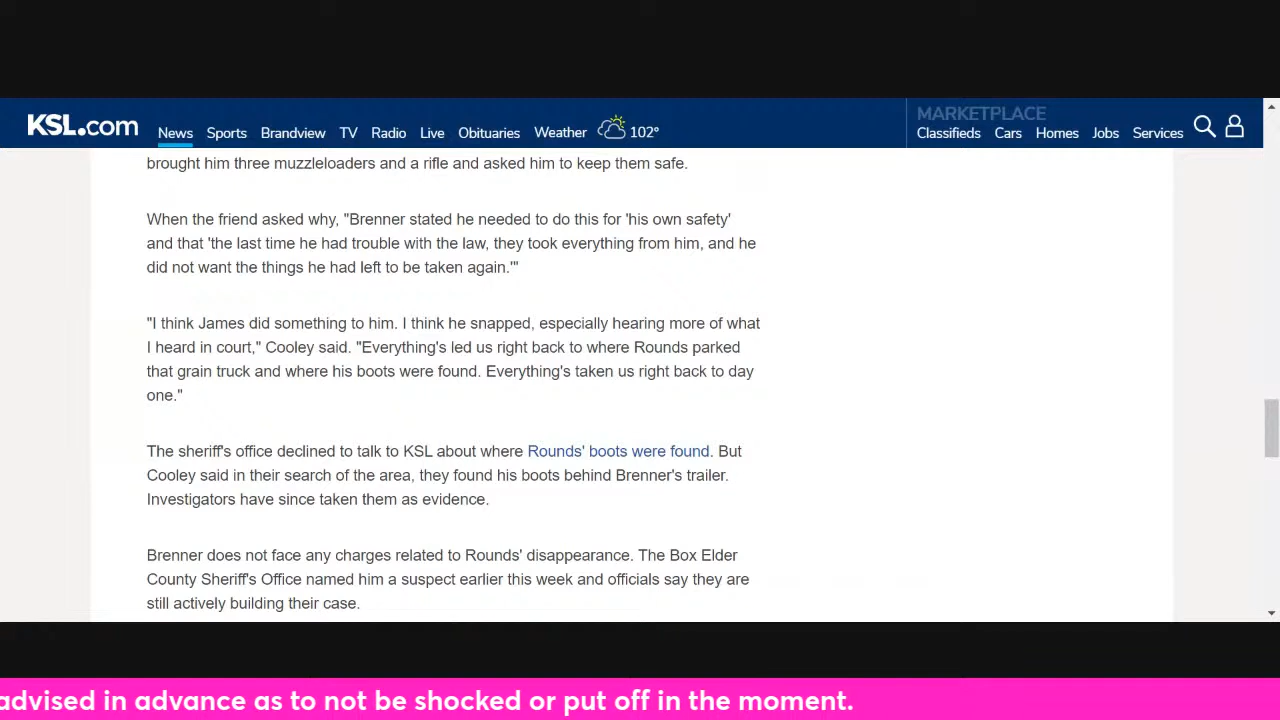 KSL.com News Sports Brandview TV Radio Live Obituaries Weather 102° MARKETPLACE
Classifieds Cars Homes Jobs Services
brought him three muzzleloaders and a rifle and asked him to keep them safe.
When the friend asked why, "Brenner stated he needed to do this for 'his own safety'
and that 'the last time he had trouble with the law, they took everything from him, and he
did not want the things he had left to be taken again.'"
"I think James did something to him. I think he snapped, especially hearing more of what
I heard in court," Cooley said. "Everything's led us right back to where Rounds parked
that grain truck and where his boots were found. Everything's taken us right back to day
one."
The sheriff's office declined to talk to KSL about where Rounds' boots were found. But
Cooley said in their search of the area, they found his boots behind Brenner's trailer.
Investigators have since taken them as evidence.
Brenner does not face any charges related to Rounds' disappearance. The Box Elder
County Sheriff's Office named him a suspect earlier this week and officials say they are
still actively building their case.
advised in advance as to not be shocked or put off in the moment.